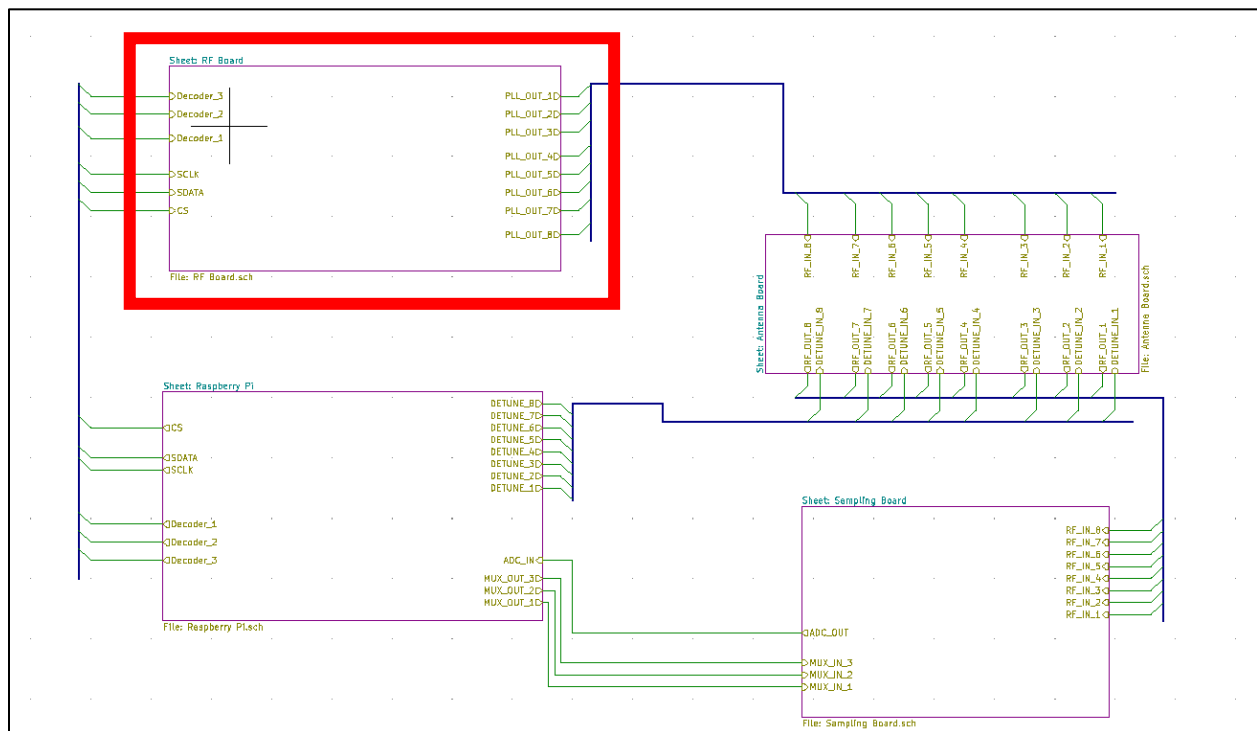 Sheet: RF Board
Decoder_3
Decoder_2
Decoder_1
SCLK
SDATA
CS
PLL_OUT_1
PLL_OUT_2
PLL_OUT_3
PLL_OUT_4
PLL_OUT_5
PLL_OUT_6
PLL_OUT_7
PLL_OUT_8
File: RF Board.sch
Sheet: Antenna Board
RF_IN_8
RF_IN_7
RF_IN_6
RF_IN_5
RF_IN_4
RF_IN_3
RF_IN_2
RF_IN_1
RF_OUT_8
DETUNE_IN_8
RF_OUT_7
DETUNE_IN_7
RF_OUT_6
DETUNE_IN_6
RF_OUT_5
DETUNE_IN_5
RF_OUT_4
DETUNE_IN_4
RF_OUT_3
DETUNE_IN_3
RF_OUT_2
DETUNE_IN_2
RF_OUT_1
DETUNE_IN_1
File: Antenna Board.sch
Sheet: Raspberry Pi
CS
SDATA
SCLK
Decoder_1
Decoder_2
Decoder_3
DETUNE_8
DETUNE_7
DETUNE_6
DETUNE_5
DETUNE_4
DETUNE_3
DETUNE_2
DETUNE_1
ADC_IN
MUX_OUT_3
MUX_OUT_2
MUX_OUT_1
File: Raspberry Pi.sch
Sheet: Sampling Board
RF_IN_8
RF_IN_7
RF_IN_6
RF_IN_5
RF_IN_4
RF_IN_3
RF_IN_2
RF_IN_1
ADC_OUT
MUX_IN_3
MUX_IN_2
MUX_IN_1
File: Sampling Board.sch